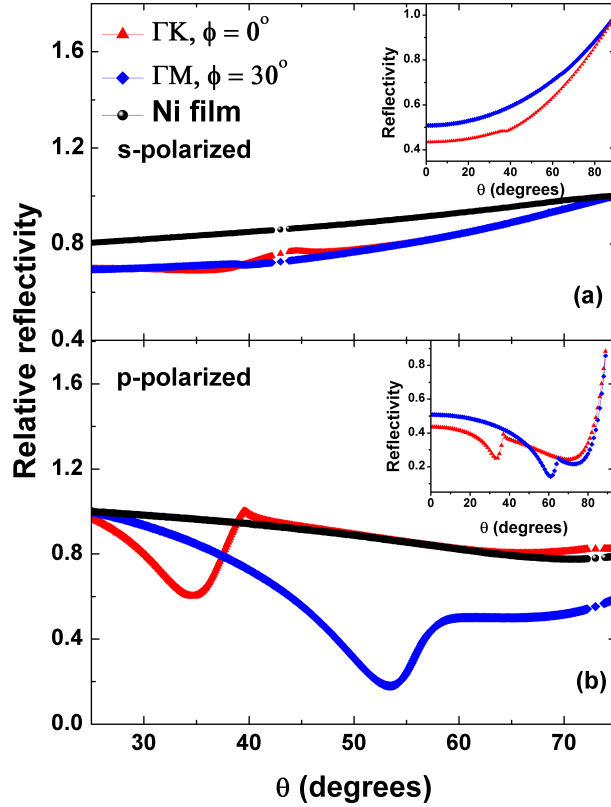 1.6
1.2
0.8
0.4
ΓK, ϕ = 0°
ΓM, ϕ = 30°
Ni film
s-polarized
(a)
1.0
0.8
0.6
0.4
Reflectivity
0 20 40 60 80
θ (degrees)
Relative reflectivity
1.6
1.2
0.8
0.4
0.0
p-polarized
(b)
0.8
0.6
0.4
0.2
Reflectivity
0 20 40 60 80
θ (degrees)
30 40 50 60 70
θ (degrees)